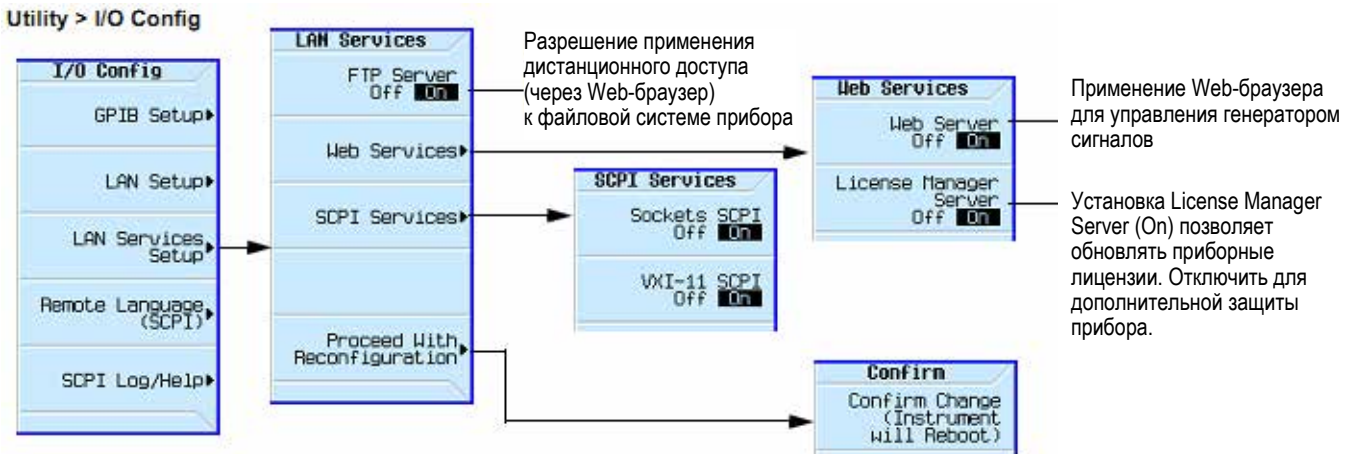 Utility > I/O Config
I/O Config
GPIB Setup
LAN Setup
LAN Services
Setup
Remote Language
(SCPI)
SCPI Log/Help
LAN Services
FTP Server
Off On
Web Services
SCPI Services
Proceed With
Reconfiguration
Разрешение применения
дистанционного доступа
(через Web-браузер)
к файловой системе прибора
SCPI Services
Sockets SCPI
Off On
VXI-11 SCPI
Off On
Web Services
Web Server
Off On
License Manager
Server
Off On
Применение Web-браузера
для управления генератором
сигналов
Установка License Manager
Server (On) позволяет
обновлять приборные
лицензии. Отключить для
дополнительной защиты
прибора.
Confirm
Confirm Change
(Instrument
will Reboot)